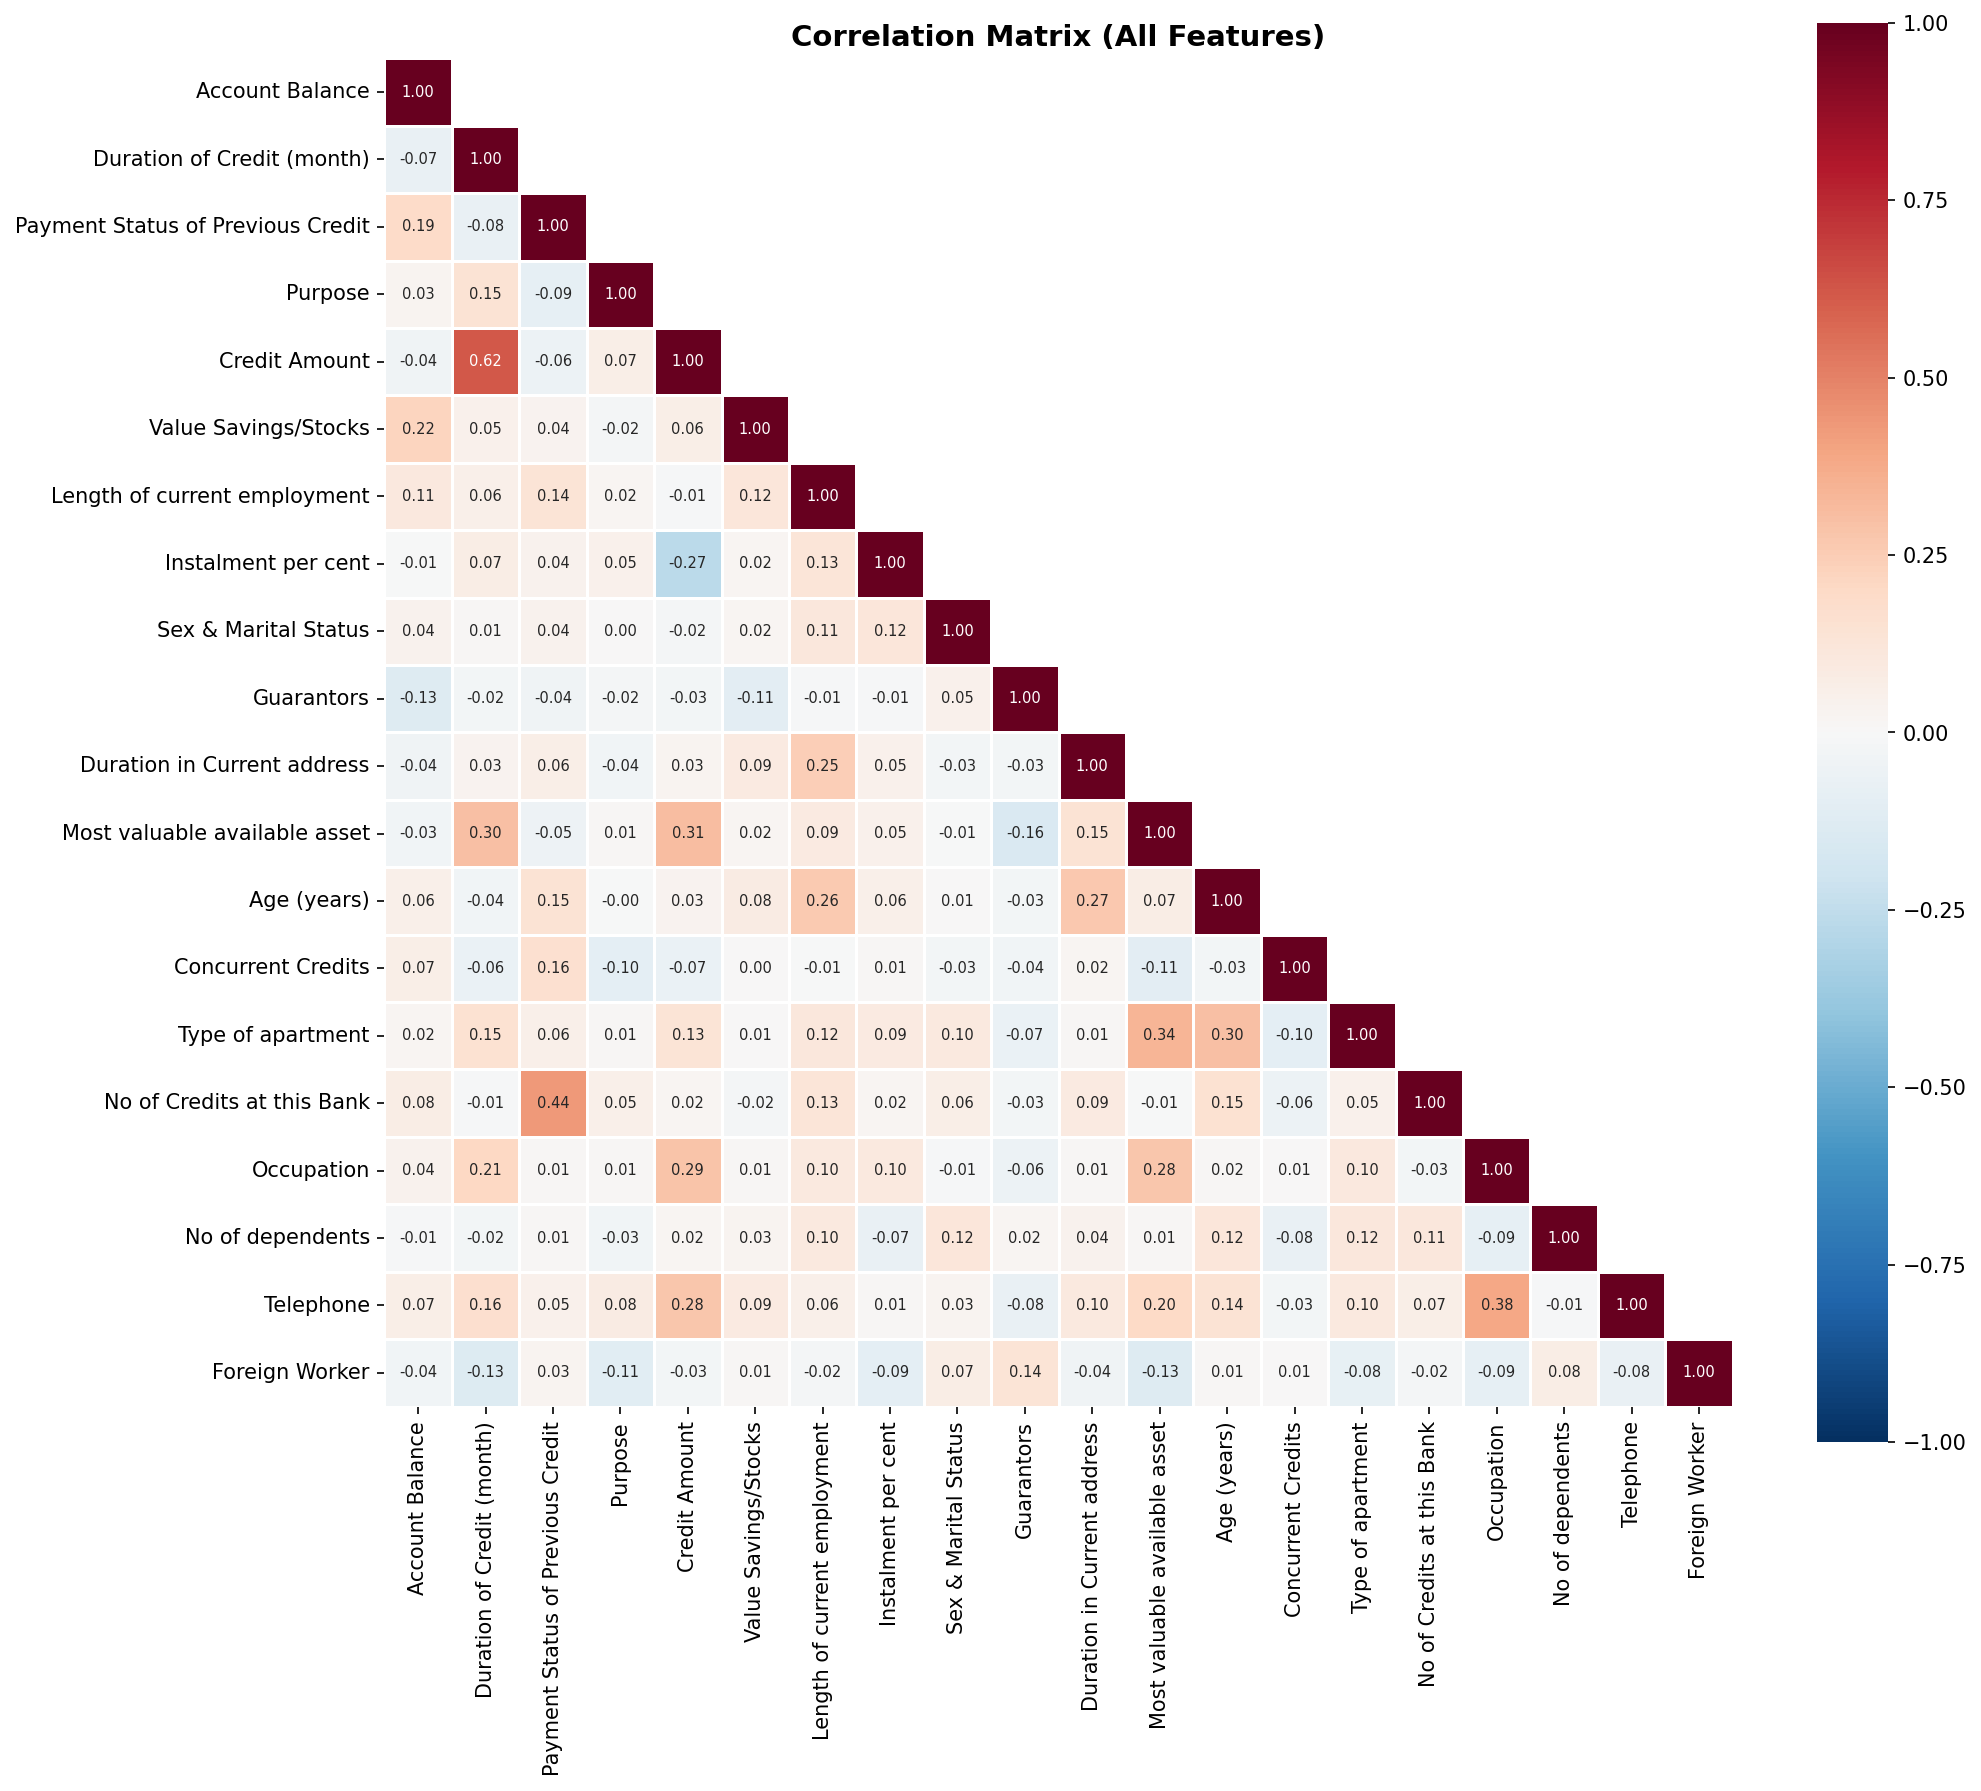 Correlation Matrix (All Features)
Account Balance 1.00
Duration of Credit (month) -0.07 1.00
Payment Status of Previous Credit 0.19 -0.08 1.00
Purpose 0.03 0.15 -0.09 1.00
Credit Amount -0.04 0.62 -0.06 0.07 1.00
Value Savings/Stocks 0.22 0.05 0.04 -0.02 0.06 1.00
Length of current employment 0.11 0.06 0.14 0.02 -0.01 0.12 1.00
Instalment per cent -0.01 0.07 0.04 0.05 -0.27 0.02 0.13 1.00
Sex & Marital Status 0.04 0.01 0.04 0.00 -0.02 0.02 0.11 0.12 1.00
Guarantors -0.13 -0.02 -0.04 -0.02 -0.03 -0.11 -0.01 -0.01 0.05 1.00
Duration in Current address -0.04 0.03 0.06 -0.04 0.03 0.09 0.25 0.05 -0.03 -0.03 1.00
Most valuable available asset -0.03 0.30 -0.05 0.01 0.31 0.02 0.09 0.05 -0.01 -0.16 0.15 1.00
Age (years) 0.06 -0.04 0.15 -0.00 0.03 0.08 0.26 0.06 0.01 -0.03 0.27 0.07 1.00
Concurrent Credits 0.07 -0.06 0.16 -0.10 -0.07 0.00 -0.01 0.01 -0.03 -0.04 0.02 -0.11 -0.03 1.00
Type of apartment 0.02 0.15 0.06 0.01 0.13 0.01 0.12 0.09 0.10 -0.07 0.01 0.34 0.30 -0.10 1.00
No of Credits at this Bank 0.08 -0.01 0.44 0.05 0.02 -0.02 0.13 0.02 0.06 -0.03 0.09 -0.01 0.15 -0.06 0.05 1.00
Occupation 0.04 0.21 0.01 0.01 0.29 0.01 0.10 0.10 -0.01 -0.06 0.01 0.28 0.02 0.01 0.10 -0.03 1.00
No of dependents -0.01 -0.02 0.01 -0.03 0.02 0.03 0.10 -0.07 0.12 0.02 0.04 0.01 0.12 -0.08 0.12 0.11 -0.09 1.00
Telephone 0.07 0.16 0.05 0.08 0.28 0.09 0.06 0.01 0.03 -0.08 0.10 0.20 0.14 -0.03 0.10 0.07 0.38 -0.01 1.00
Foreign Worker -0.04 -0.13 0.03 -0.11 -0.03 0.01 -0.02 -0.09 0.07 0.14 -0.04 -0.13 0.01 0.01 -0.08 -0.02 -0.09 0.08 -0.08 1.00
Account Balance
Duration of Credit (month)
Payment Status of Previous Credit
Purpose
Credit Amount
Value Savings/Stocks
Length of current employment
Instalment per cent
Sex & Marital Status
Guarantors
Duration in Current address
Most valuable available asset
Age (years)
Concurrent Credits
Type of apartment
No of Credits at this Bank
Occupation
No of dependents
Telephone
Foreign Worker
1.00
0.75
0.50
0.25
0.00
−0.25
−0.50
−0.75
−1.00